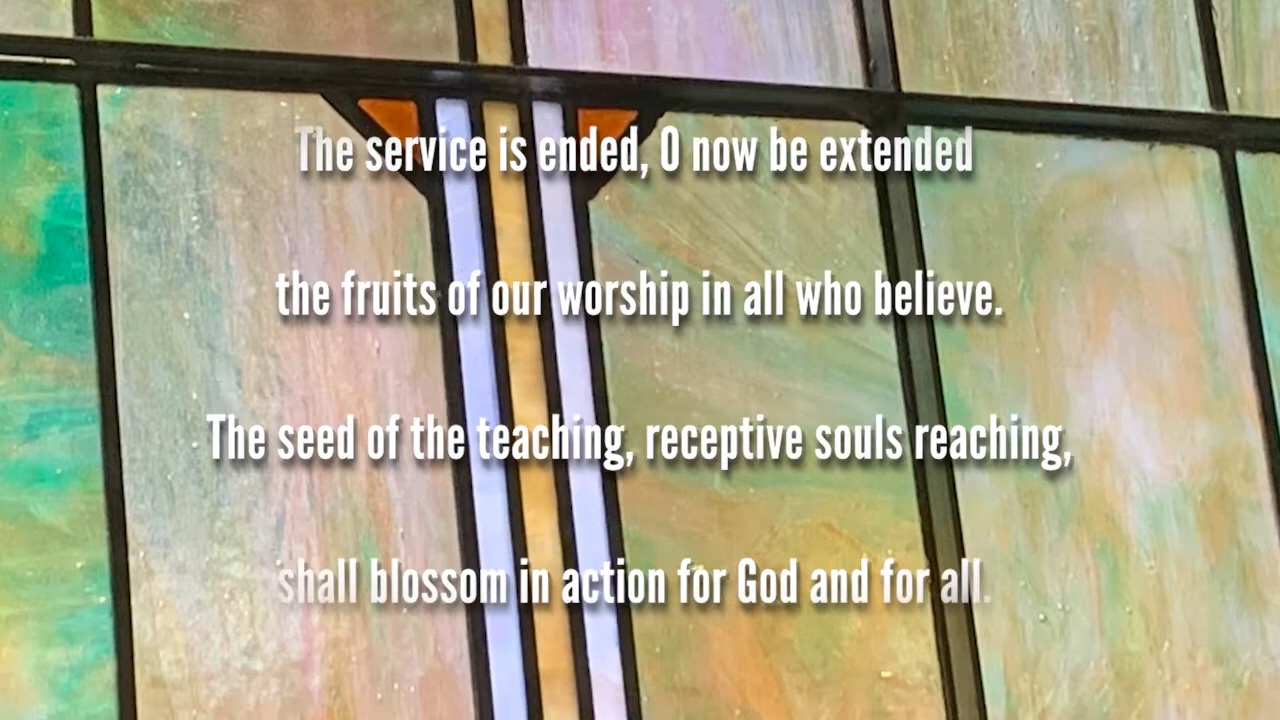 The service is ended, O now be extended
the fruits of our worship in all who believe.
The seed of the teaching, receptive souls reaching,
shall blossom in action for God and for all.